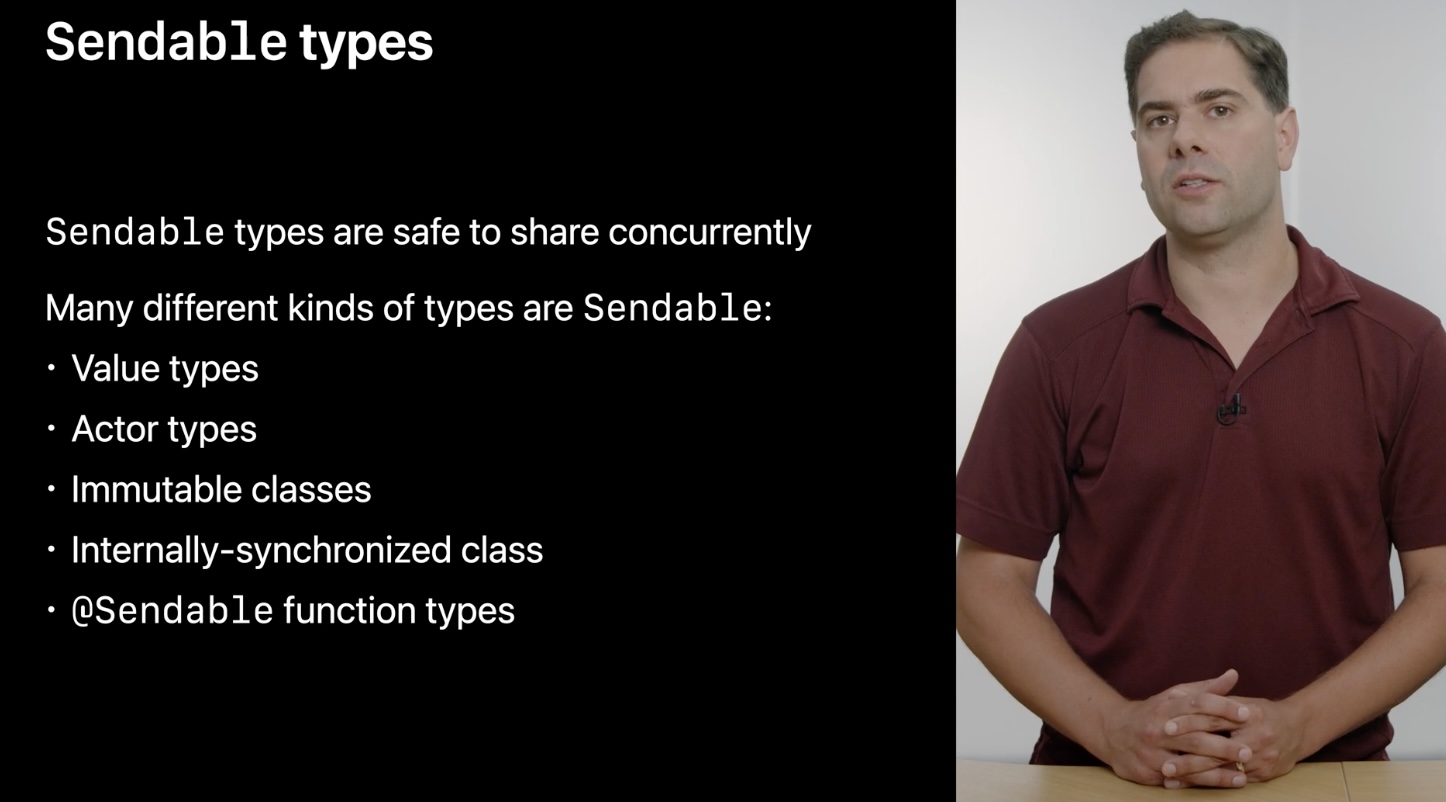 Sendable types
Sendable types are safe to share concurrently
Many different kinds of types are Sendable:
• Value types
• Actor types
• Immutable classes
• Internally-synchronized class
• @Sendable function types